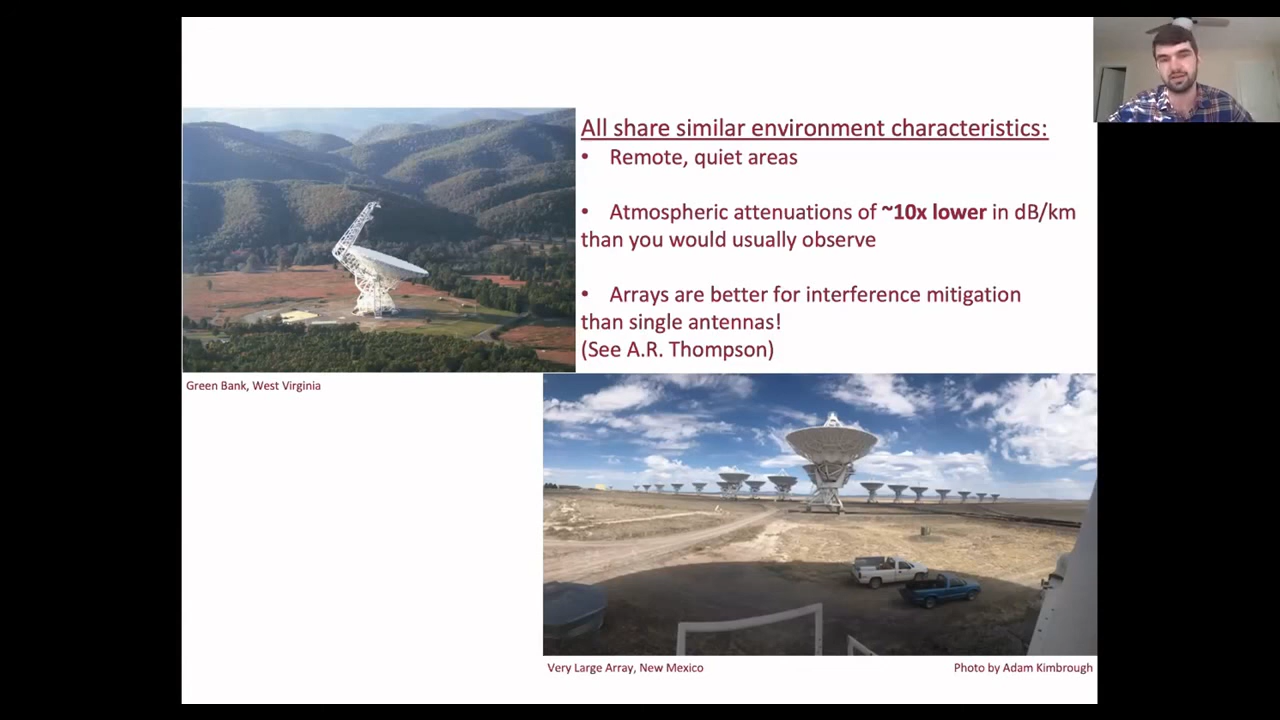 All share similar environment characteristics:
• Remote, quiet areas
• Atmospheric attenuations of ~10x lower in dB/km
than you would usually observe
• Arrays are better for interference mitigation
than single antennas!
(See A.R. Thompson)
Green Bank, West Virginia
Very Large Array, New Mexico
Photo by Adam Kimbrough